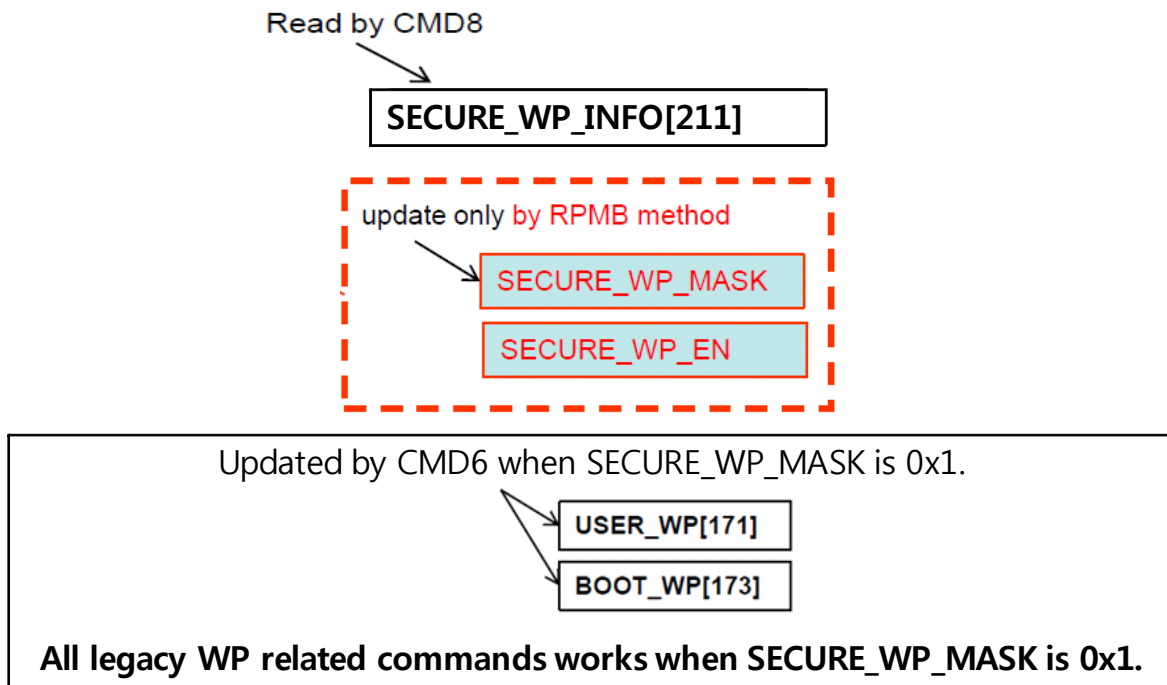 Read by CMD8
SECURE_WP_INFO[211]
update only by RPMB method
SECURE_WP_MASK
SECURE_WP_EN
Updated by CMD6 when SECURE_WP_MASK is 0x1.
USER_WP[171]
BOOT_WP[173]
All legacy WP related commands works when SECURE_WP_MASK is 0x1.